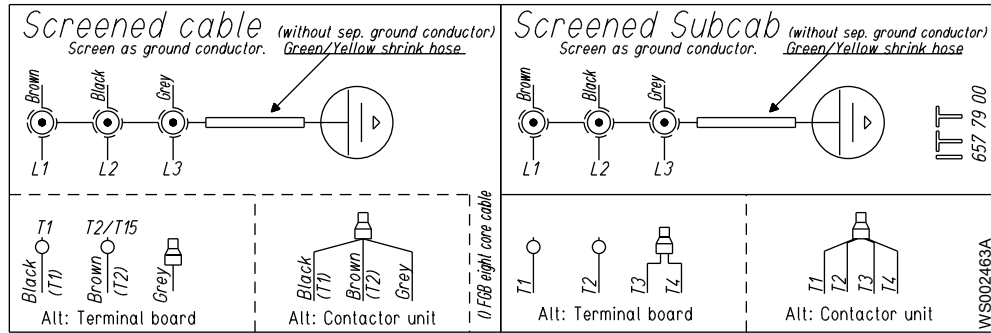 Screened cable (without sep. ground conductor)
Screen as ground conductor. Green/Yellow shrink hose
Brown
Black
Grey
L1
L2
L3
T1
T2/T15
Black
(T1)
Brown
(T2)
Grey
Alt: Terminal board
Black
(T1)
Brown
(T2)
Grey
Alt: Contactor unit
() FGB eight core cable
Screened Subcab (without sep. ground conductor)
Screen as ground conductor. Green/Yellow shrink hose
Brown
Black
Grey
L1
L2
L3
T1
T2
T3
T4
Alt: Terminal board
T1
T2
T3
T4
Alt: Contactor unit
ITT
657 79 00
WS002463A